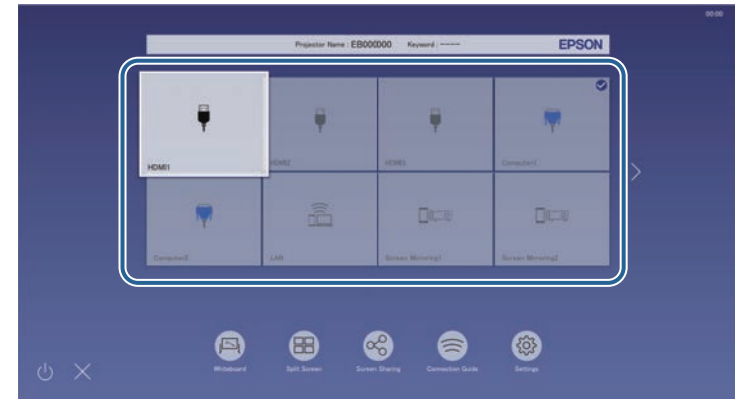 00:00
Projector Name : EB000000 Keyword : ----
EPSON
HDMI1
HDMI2
HDMI3
Computer1
Computer2
LAN
Screen Mirroring1
Screen Mirroring2
Whiteboard
Split Screen
Screen Sharing
Connection Guide
Settings